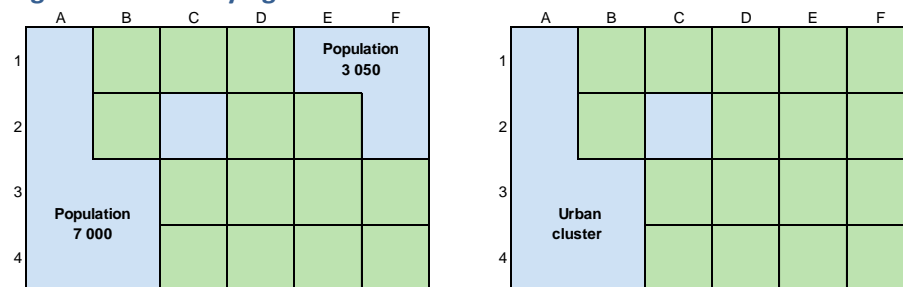 A B C D E F
1 Population
3 050
2
3
Population
7 000
4
A B C D E F
1
2
3
Urban
cluster
4